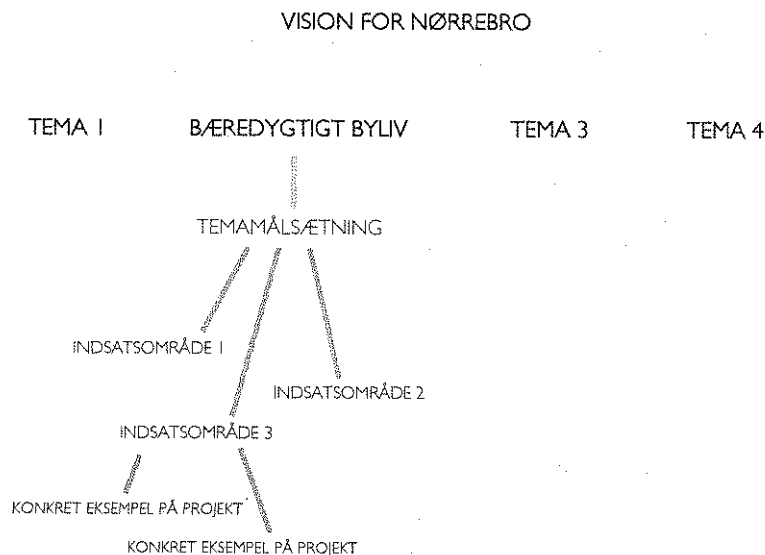 VISION FOR NØRREBRO
TEMA 1 BÆREDYGTIGT BYLIV TEMA 3 TEMA 4
TEMAMÅLSÆTNING
INDSATSOMRÅDE 1
INDSATSOMRÅDE 2
INDSATSOMRÅDE 3
KONKRET EKSEMPEL PÅ PROJEKT
KONKRET EKSEMPEL PÅ PROJEKT